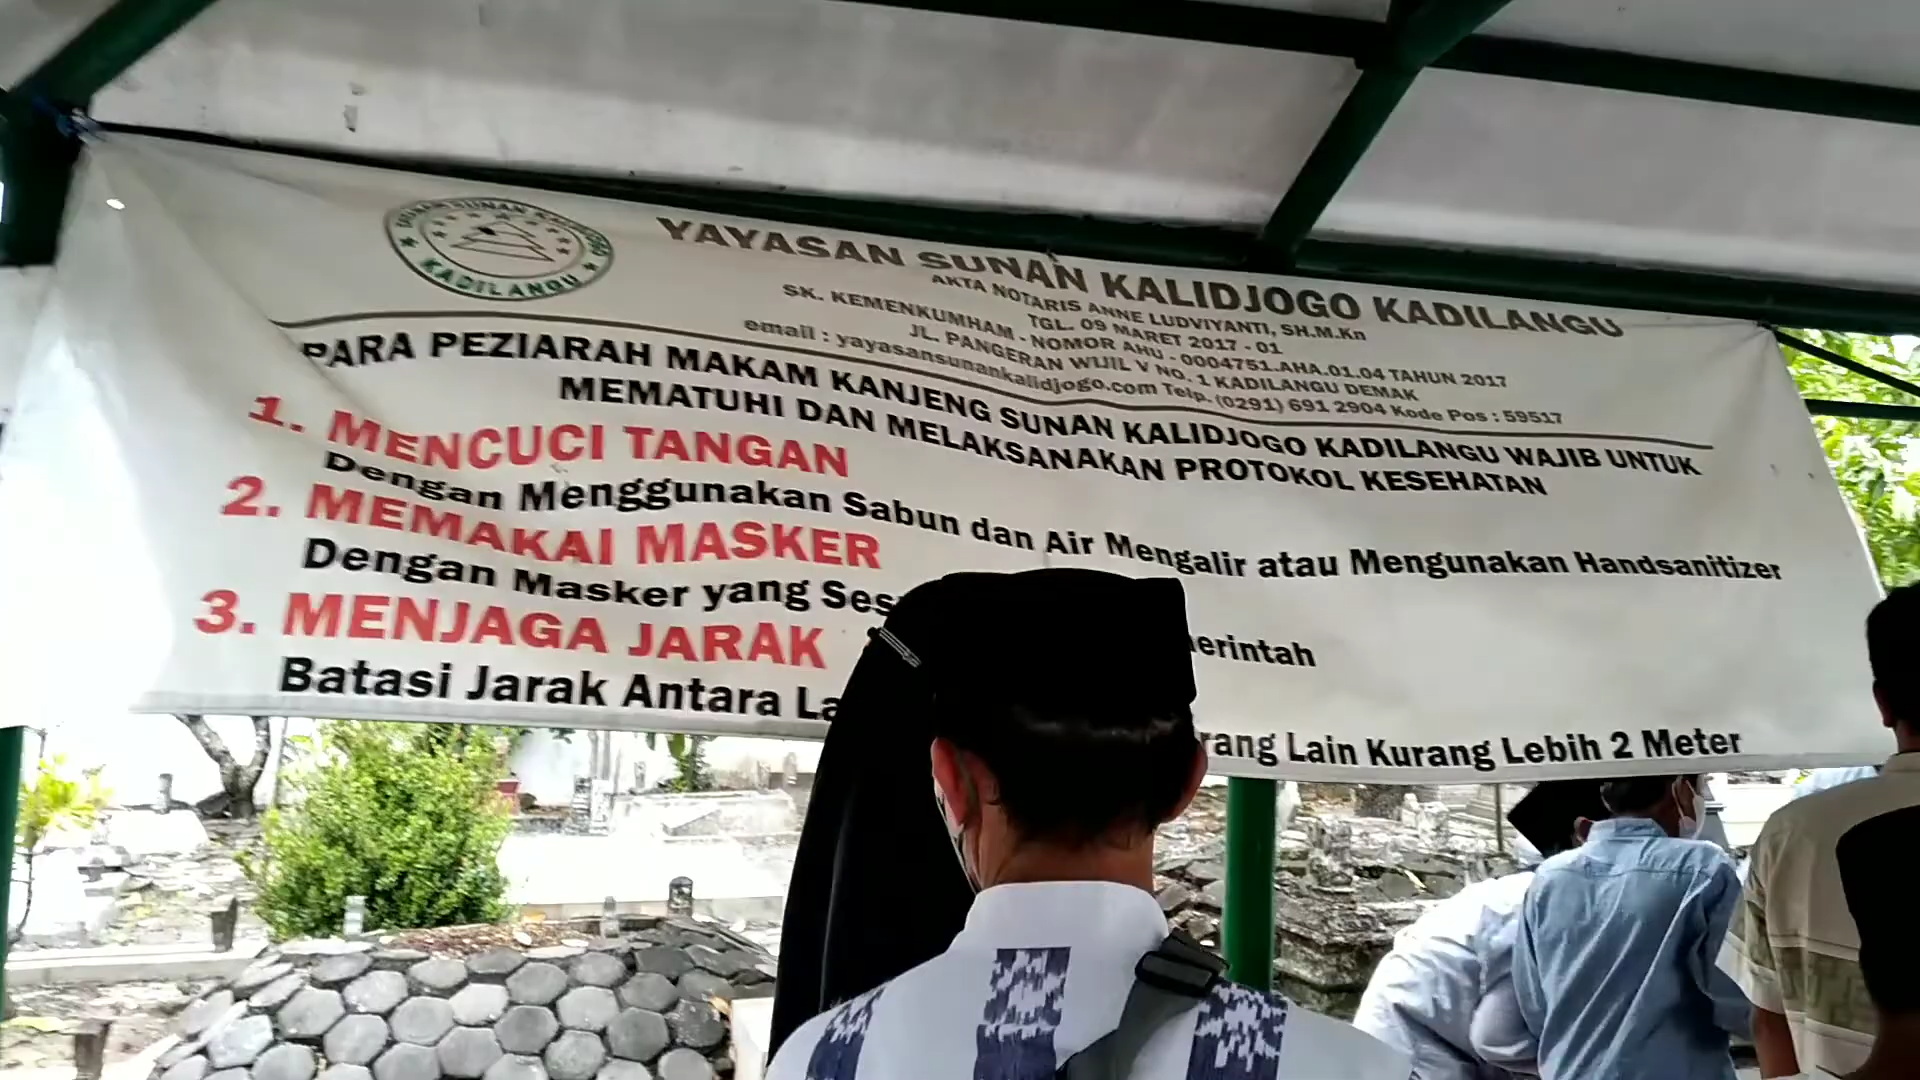 YAYASAN SUNAN KALIDJOGO
KADILANGU
YAYASAN SUNAN KALIDJOGO KADILANGU
AKTA NOTARIS ANNE LUDVIYANTI, SH.M.Kn
TGL. 09 MARET 2017 - 01
SK. KEMENKUMHAM - NOMOR AHU - 0004751.AHA.01.04 TAHUN 2017
JL. PANGERAN WIJIL V NO. 1 KADILANGU DEMAK
email : yayasansunankalidjogo.com Telp. (0291) 691 2904 Kode Pos : 59517
PARA PEZIARAH MAKAM KANJENG SUNAN KALIDJOGO KADILANGU WAJIB UNTUK
MEMATUHI DAN MELAKSANAKAN PROTOKOL KESEHATAN
1. MENCUCI TANGAN
Dengan Menggunakan Sabun dan Air Mengalir atau Mengunakan Handsanitizer
2. MEMAKAI MASKER
Dengan Masker yang
3. MENJAGA JARAK
Batasi Jarak Antara Lain Kurang Lebih 2 Meter